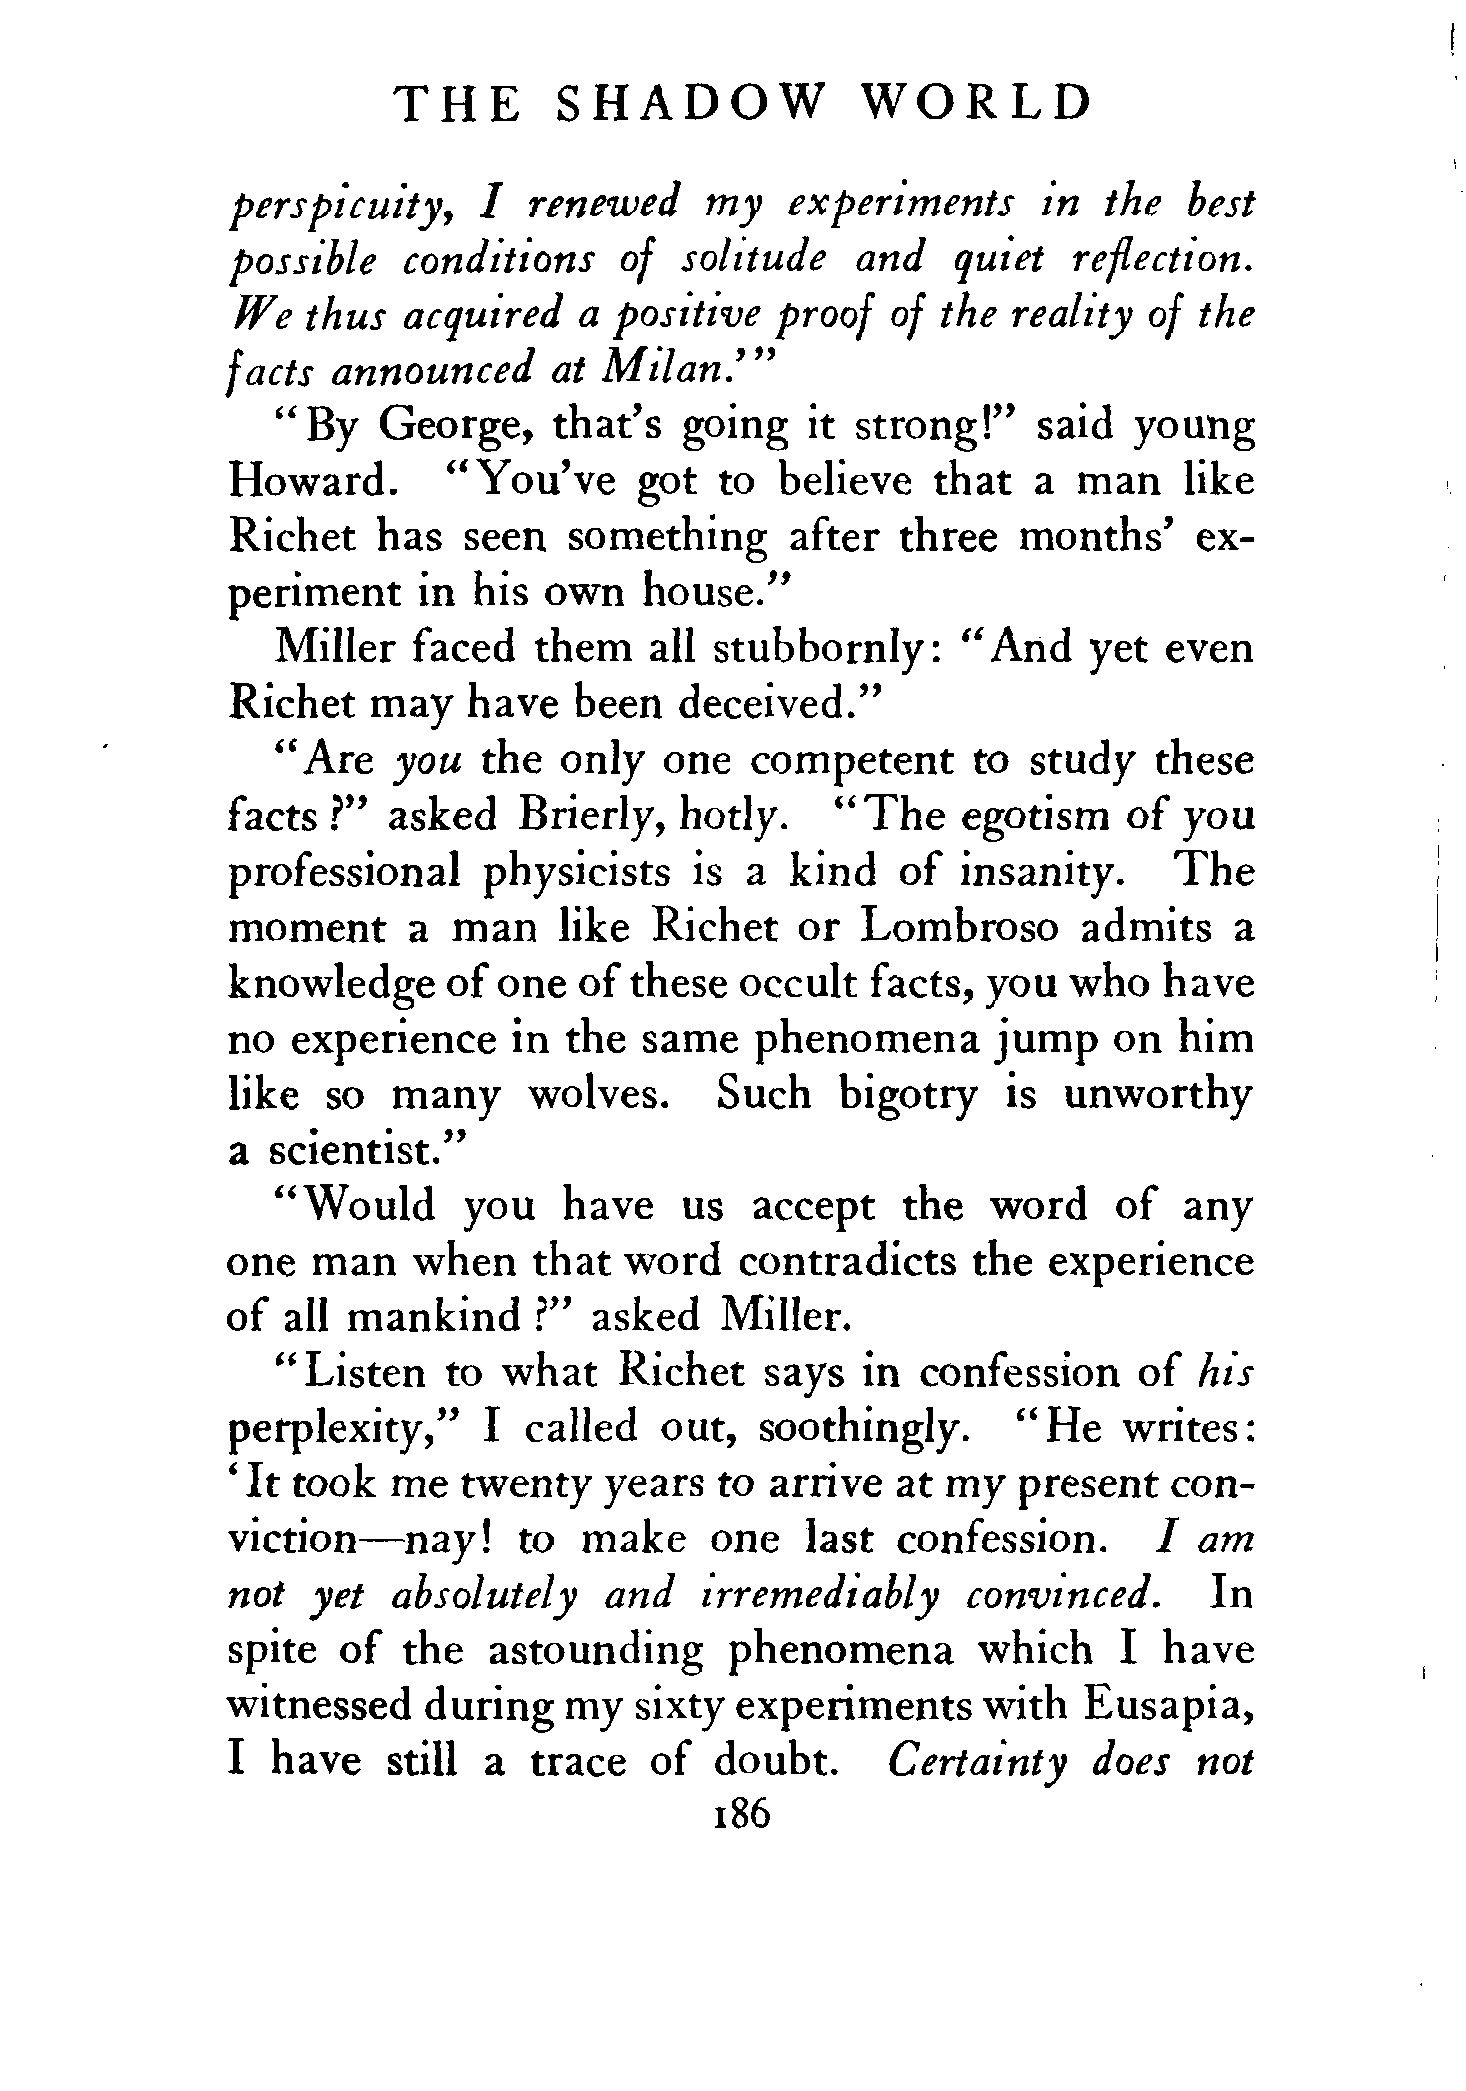 THE SHADOW WORLD
perspicuity, I renewed my experiments in the best
possible conditions of solitude and quiet reflection.
We thus acquired a positive proof of the reality of the
facts announced at Milan.'"
"By George, that's going it strong!" said young
Howard. "You've got to believe that a man like
Richet has seen something after three months' ex-
periment in his own house."
Miller faced them all stubbornly: "And yet even
Richet may have been deceived."
"Are you the only one competent to study these
facts?" asked Brierly, hotly. "The egotism of you
professional physicists is a kind of insanity. The
moment a man like Richet or Lombroso admits a
knowledge of one of these occult facts, you who have
no experience in the same phenomena jump on him
like so many wolves. Such bigotry is unworthy
a scientist."
"Would you have us accept the word of any
one man when that word contradicts the experience
of all mankind?" asked Miller.
"Listen to what Richet says in confession of his
perplexity," I called out, soothingly. "He writes:
'It took me twenty years to arrive at my present con-
viction—nay! to make one last confession. I am
not yet absolutely and irremediably convinced. In
spite of the astounding phenomena which I have
witnessed during my sixty experiments with Eusapia,
I have still a trace of doubt. Certainty does not
186